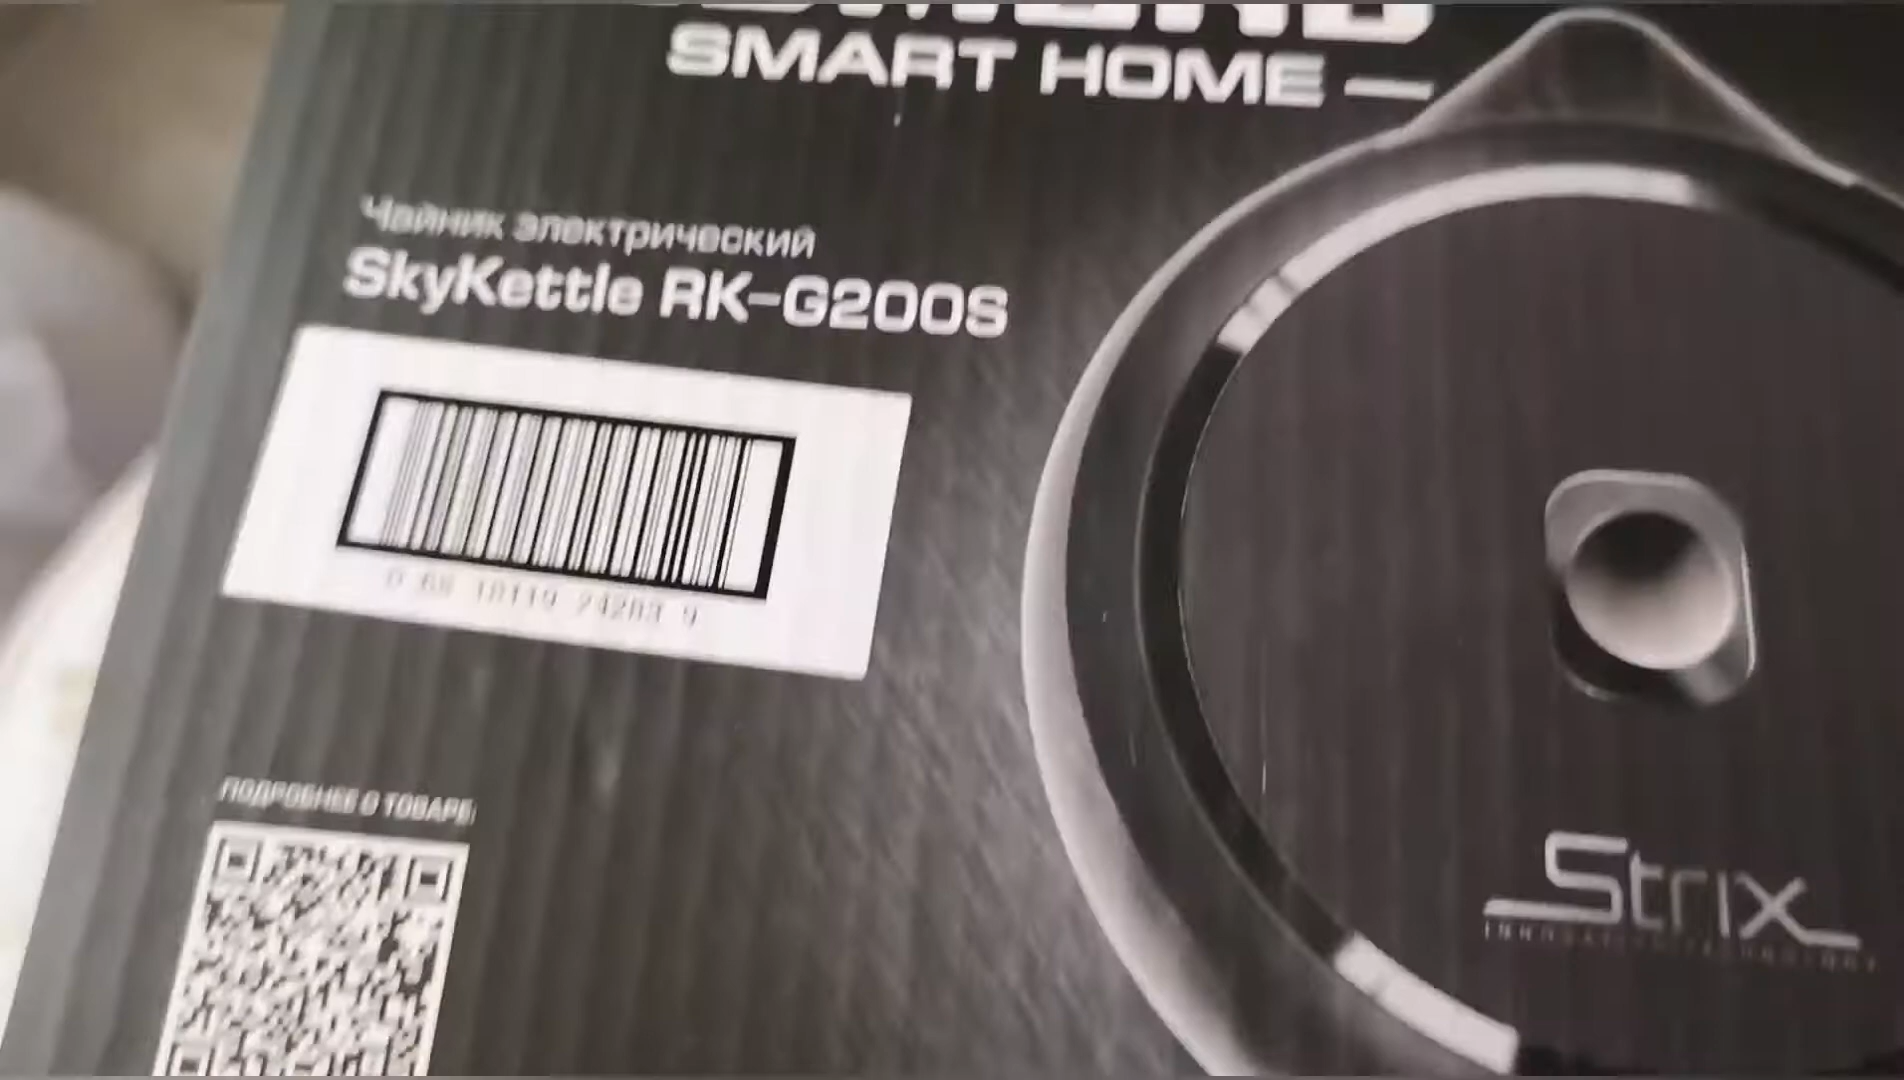 SMART HOME —
Чайник электрический
SkyKettle RK-G200S
ПОДРОБНЕЕ О ТОВАРЕ:
Strix